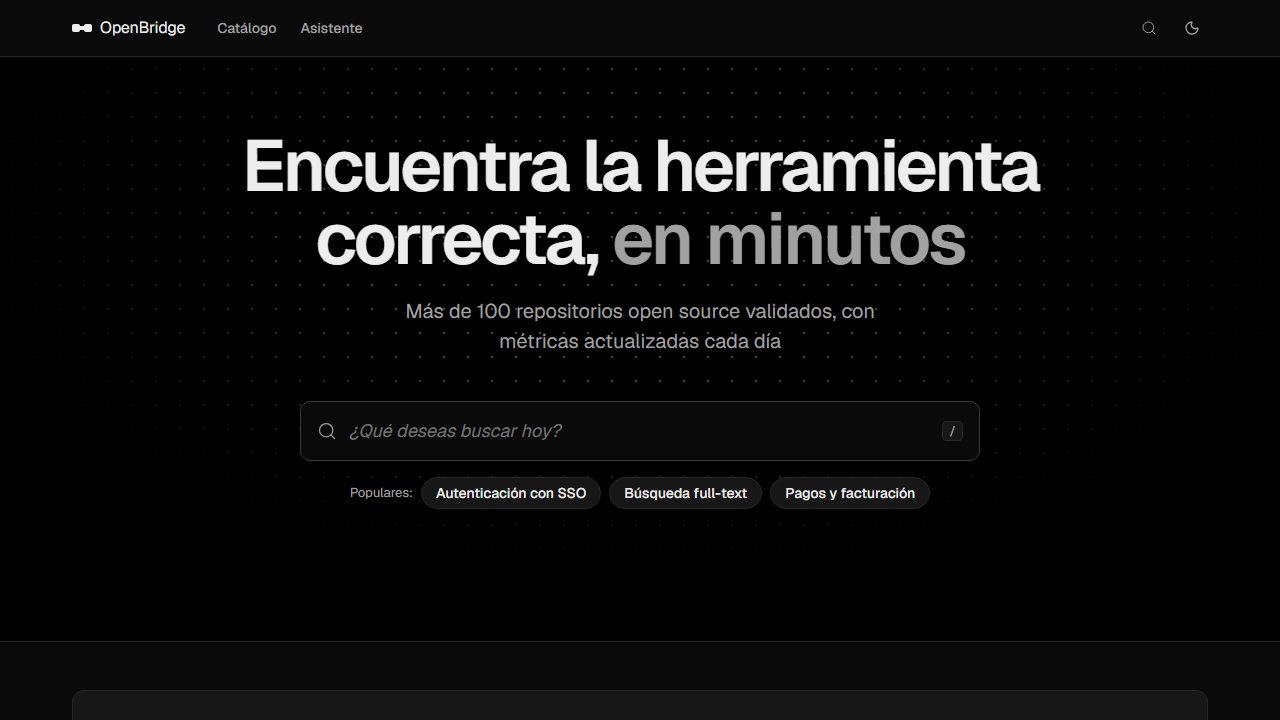 OpenBridge
Catálogo
Asistente
Encuentra la herramienta
correcta, en minutos
Más de 100 repositorios open source validados, con
métricas actualizadas cada día
¿Qué deseas buscar hoy?
/
Populares:
Autenticación con SSO
Búsqueda full-text
Pagos y facturación